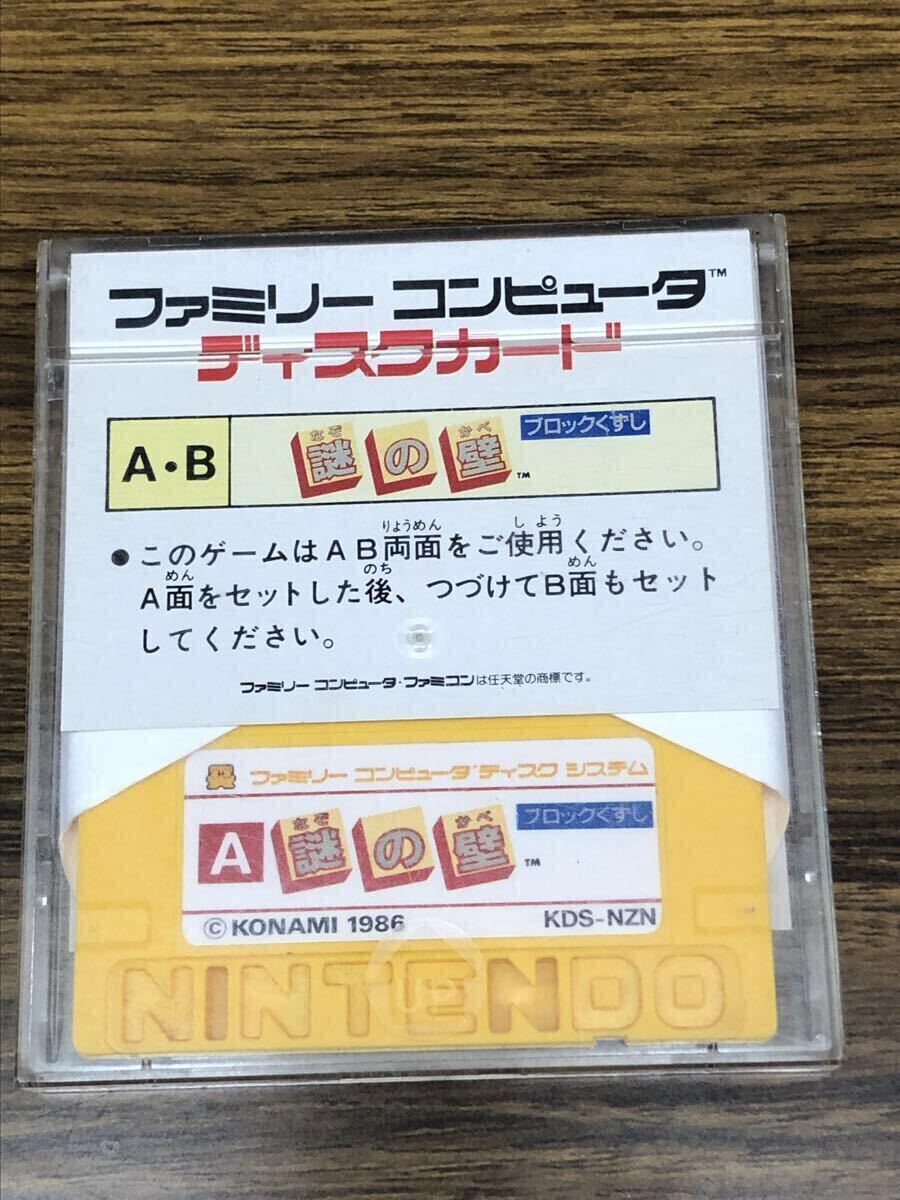 ファミリー コンピュータ™
ディスクカード
A・B
なぞ かべ
謎の壁™
ブロックくずし
りょうめん しよう
●このゲームはAB両面をご使用ください。
めん のち めん
A面をセットした後、つづけてB面もセット
してください。
ファミリー コンピュータ・ファミコンは任天堂の商標です。
ファミリー コンピュータ ディスク システム
A
なぞ かべ
謎の壁™
ブロックくずし
©KONAMI 1986 KDS-NZN
NINTENDO
UP